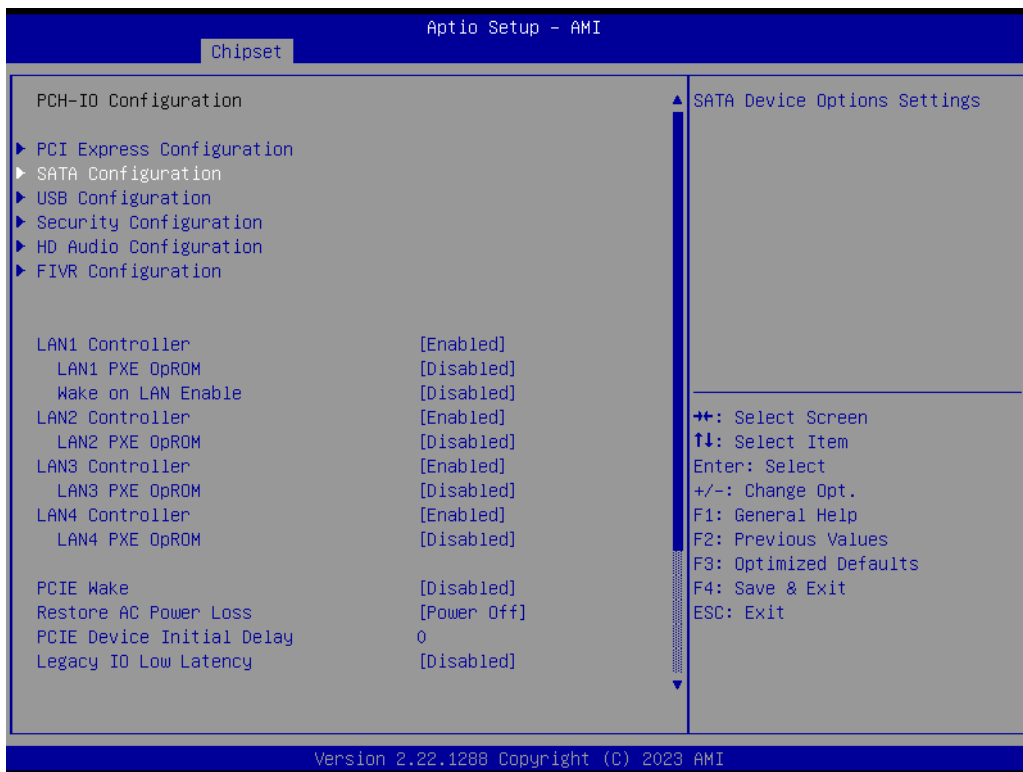 Aptio Setup – AMI
Chipset
PCH-IO Configuration
PCI Express Configuration
SATA Configuration
USB Configuration
Security Configuration
HD Audio Configuration
FIVR Configuration
LAN1 Controller [Enabled]
LAN1 PXE OpROM [Disabled]
Wake on LAN Enable [Disabled]
LAN2 Controller [Enabled]
LAN2 PXE OpROM [Disabled]
LAN3 Controller [Enabled]
LAN3 PXE OpROM [Disabled]
LAN4 Controller [Enabled]
LAN4 PXE OpROM [Disabled]
PCIE Wake [Disabled]
Restore AC Power Loss [Power Off]
PCIE Device Initial Delay 0
Legacy IO Low Latency [Disabled]
SATA Device Options Settings
→←: Select Screen
↑↓: Select Item
Enter: Select
+/-: Change Opt.
F1: General Help
F2: Previous Values
F3: Optimized Defaults
F4: Save & Exit
ESC: Exit
Version 2.22.1288 Copyright (C) 2023 AMI